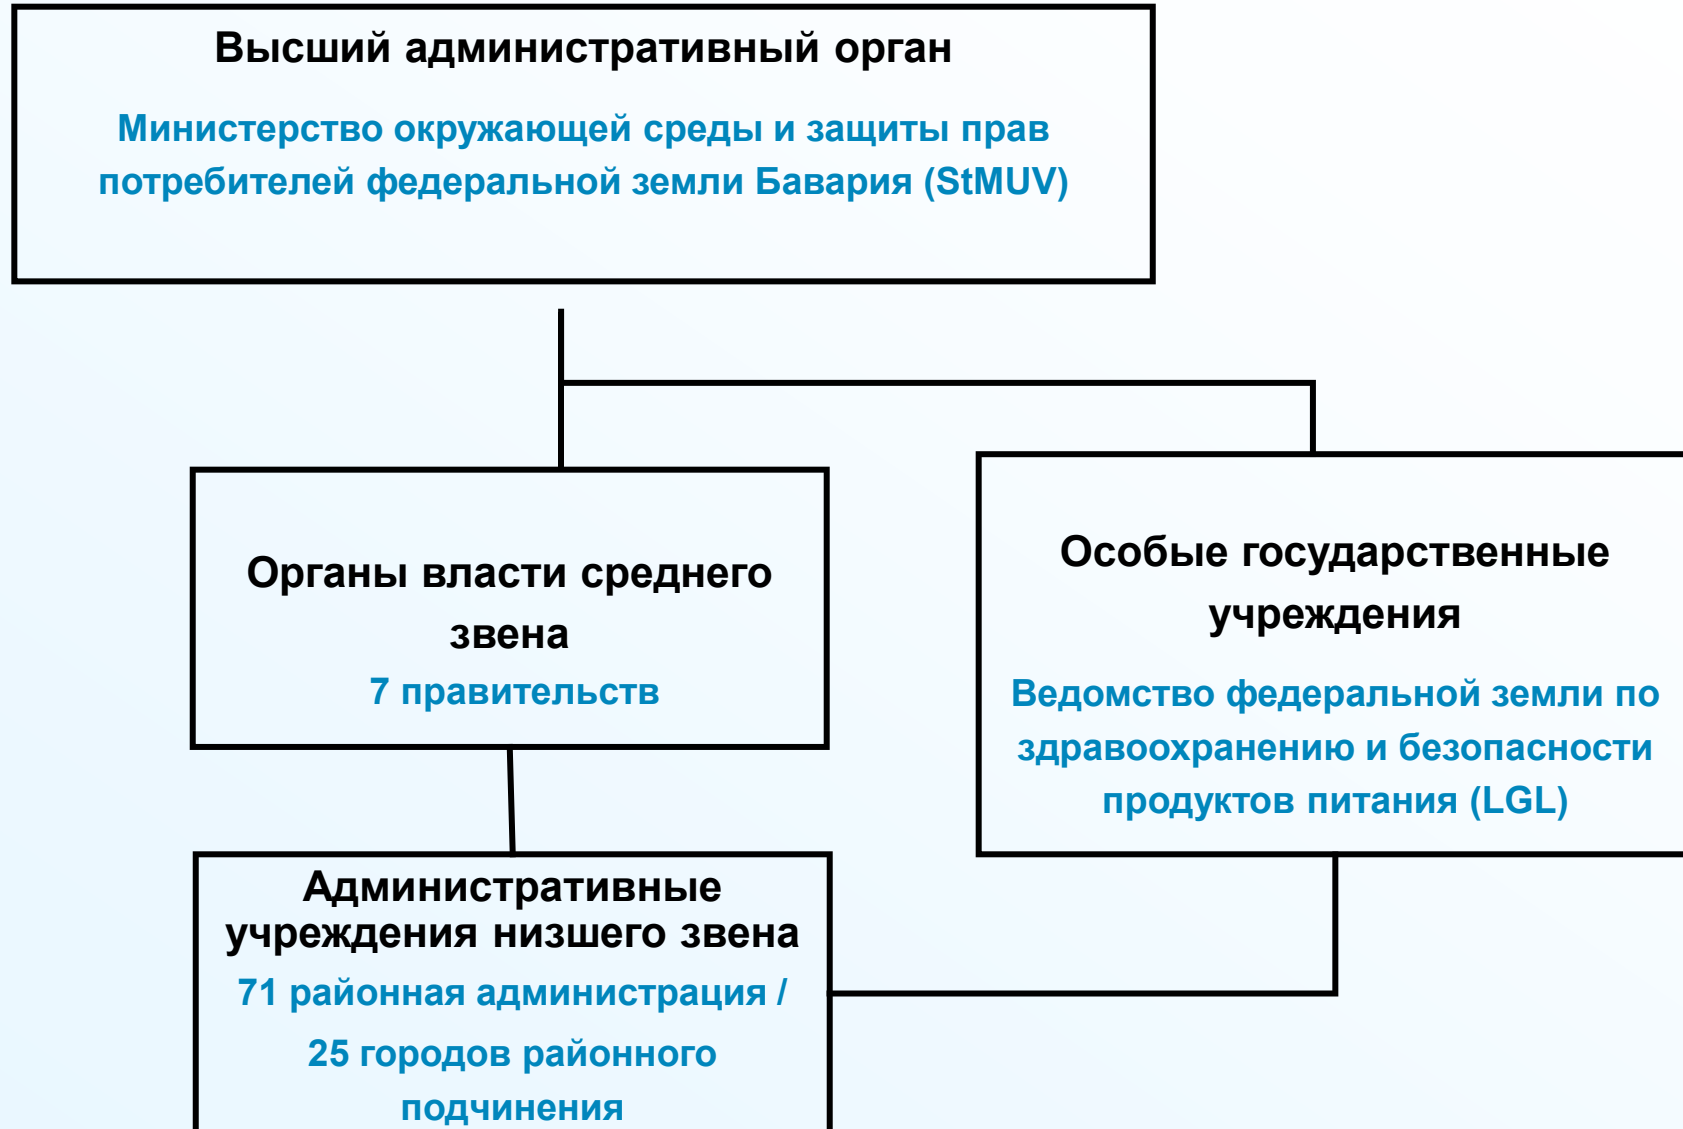 Высший административный орган
Министерство окружающей среды и защиты прав
потребителей федеральной земли Бавария (StMUV)
Органы власти среднего
звена
7 правительств
Особые государственные
учреждения
Ведомство федеральной земли по
здравоохранению и безопасности
продуктов питания (LGL)
Административные
учреждения низшего звена
71 районная администрация /
25 городов районного
подчинения